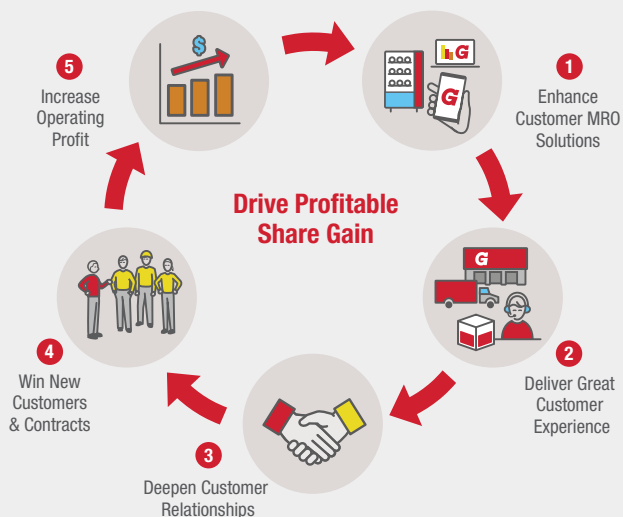 Drive Profitable
Share Gain
1
Enhance
Customer MRO
Solutions
G
G
2
Deliver Great
Customer
Experience
G
3
Deepen Customer
Relationships
4
Win New
Customers
& Contracts
5
Increase
Operating
Profit
$